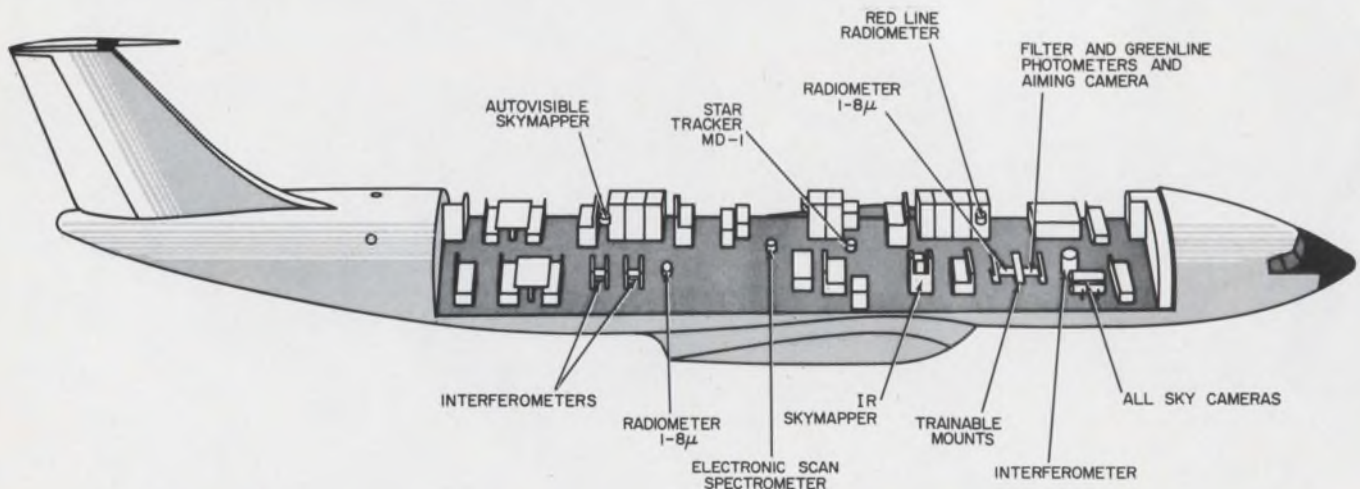 RED LINE
RADIOMETER
FILTER AND GREENLINE
PHOTOMETERS AND
AIMING CAMERA
RADIOMETER
1-8μ
AUTOVISIBLE
SKYMAPPER
STAR
TRACKER
MD-1
INTERFEROMETERS
RADIOMETER
1-8μ
ELECTRONIC SCAN
SPECTROMETER
IR
SKYMAPPER
TRAINABLE
MOUNTS
INTERFEROMETER
ALL SKY CAMERAS